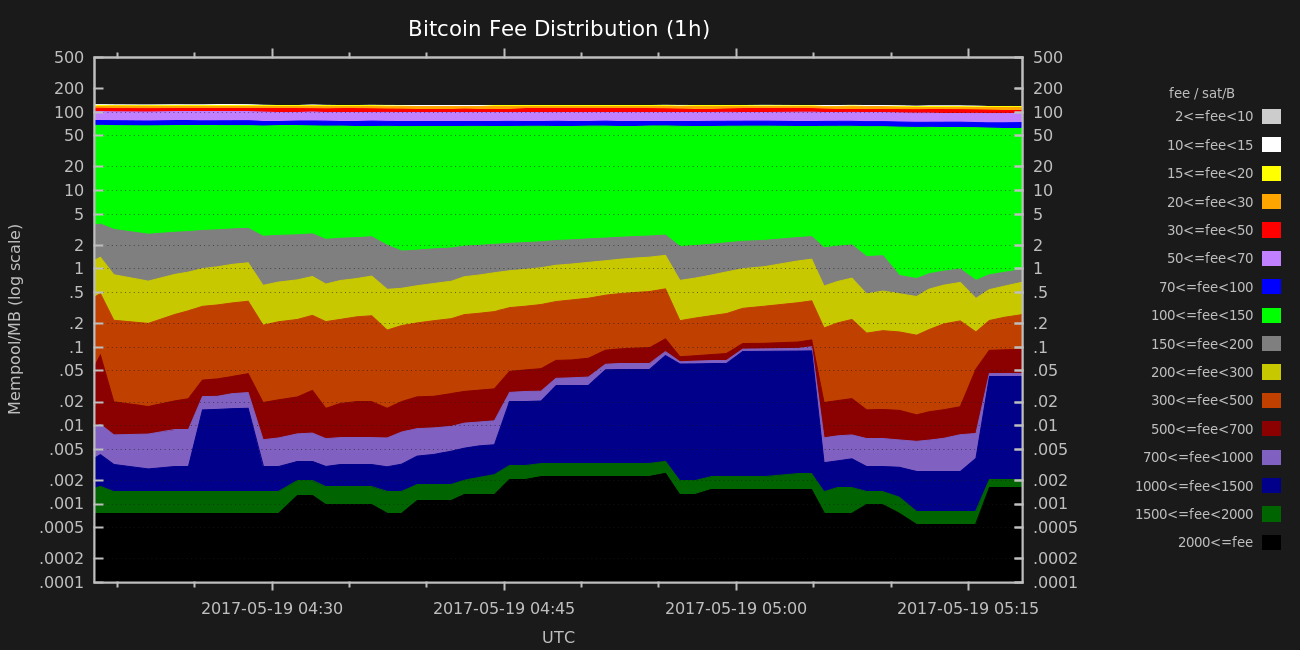 Bitcoin Fee Distribution (1h)
Mempool/MB (log scale)
500
200
100
50
20
10
5
2
1
.5
.2
.1
.05
.02
.01
.005
.002
.001
.0005
.0002
.0001
500
200
100
50
20
10
5
2
1
.5
.2
.1
.05
.02
.01
.005
.002
.001
.0005
.0002
.0001
2017-05-19 04:30
2017-05-19 04:45
2017-05-19 05:00
2017-05-19 05:15
UTC
fee / sat/B
2<=fee<10
10<=fee<15
15<=fee<20
20<=fee<30
30<=fee<50
50<=fee<70
70<=fee<100
100<=fee<150
150<=fee<200
200<=fee<300
300<=fee<500
500<=fee<700
700<=fee<1000
1000<=fee<1500
1500<=fee<2000
2000<=fee